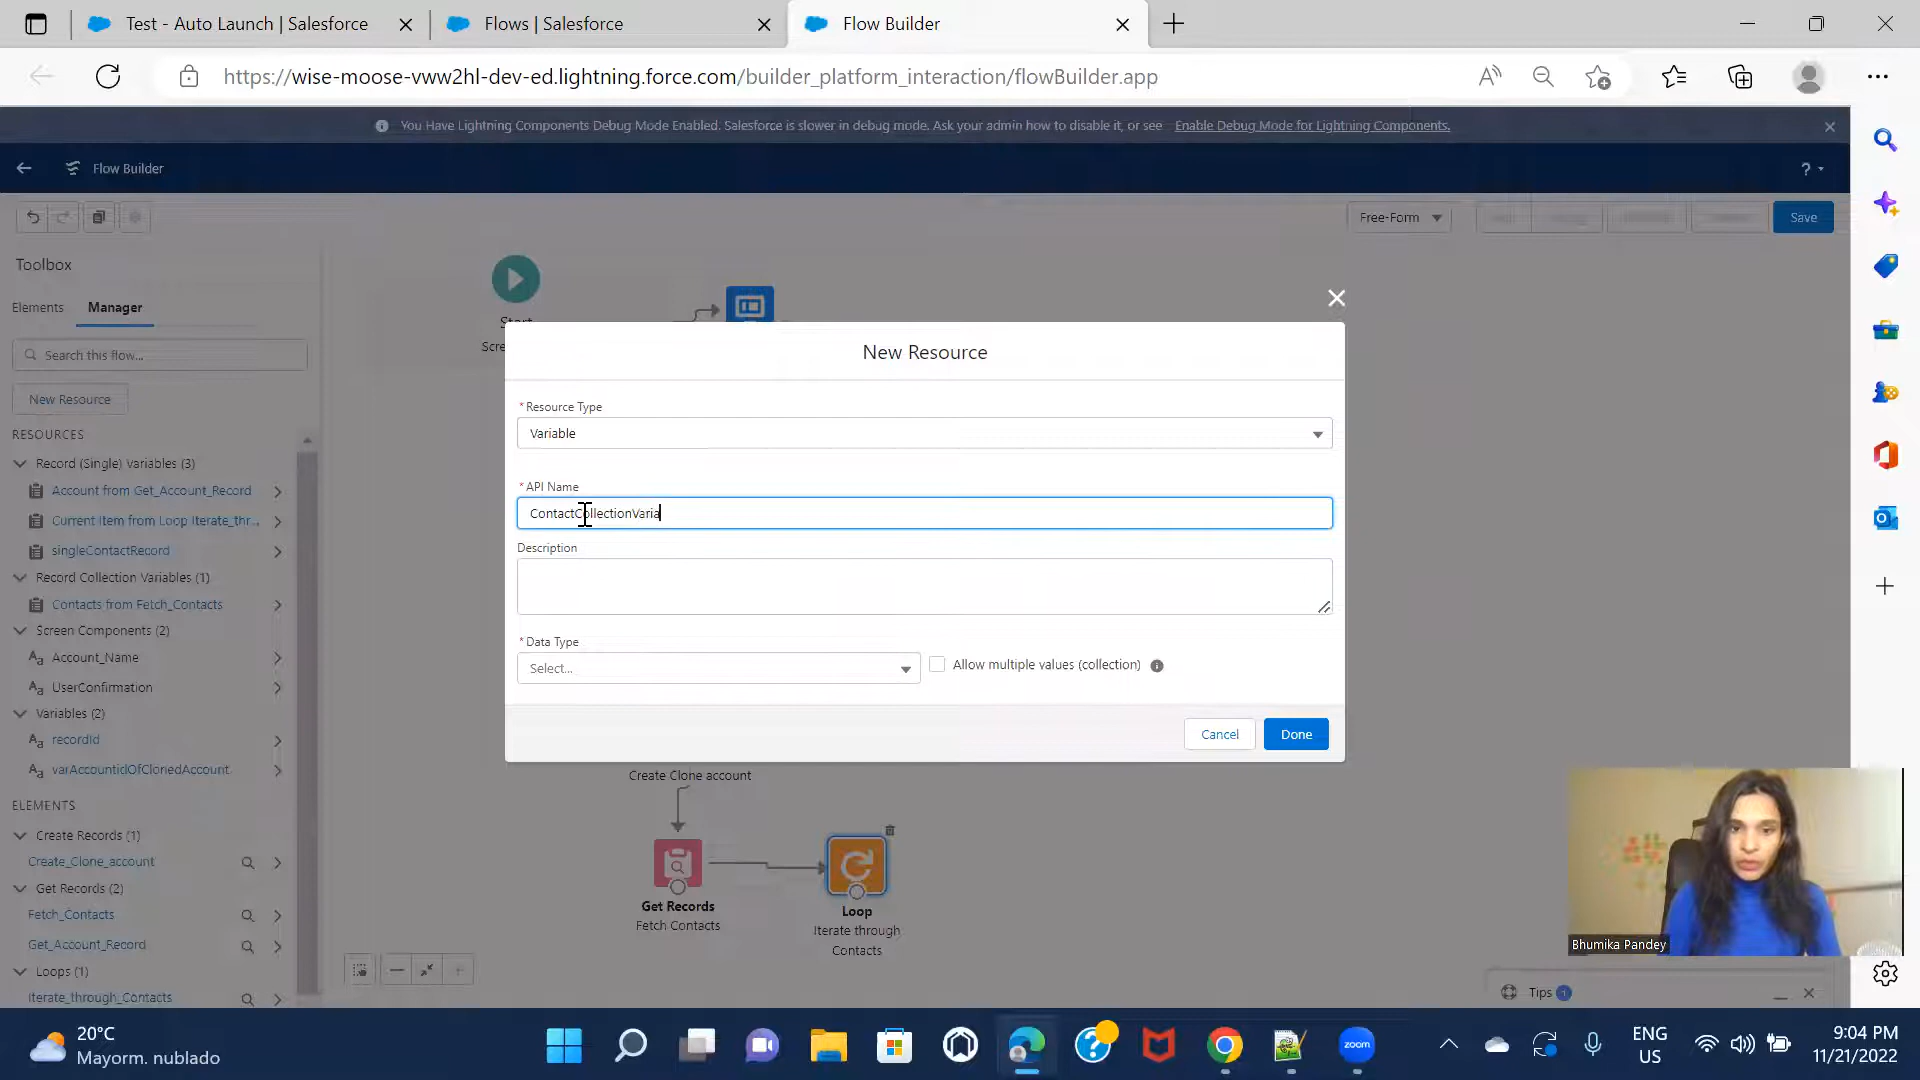 Test - Auto Launch | Salesforce
Flows | Salesforce
Flow Builder
https://wise-moose-vww2hl-dev-ed.lightning.force.com/builder_platform_interaction/flowBuilder.app
You Have Lightning Components Debug Mode Enabled. Salesforce is slower in debug mode. Ask your admin how to disable it, or see Enable Debug Mode for Lightning Components.
Flow Builder
?
Free-Form
Save
Toolbox
Elements
Manager
Search this flow...
New Resource
RESOURCES
Record (Single) Variables (3)
Account from Get_Account_Record
Current Item from Loop Iterate_thr...
singleContactRecord
Record Collection Variables (1)
Contacts from Fetch_Contacts
Screen Components (2)
Aa Account_Name
Aa UserConfirmation
Variables (2)
Aa recordId
Aa varAccountidOfClonedAccount
ELEMENTS
Create Records (1)
Create_Clone_account
Get Records (2)
Fetch_Contacts
Get_Account_Record
Loops (1)
Iterate_through_Contacts
Start
New Resource
* Resource Type
Variable
* API Name
ContactCollectionVaria
Description
* Data Type
Select...
Allow multiple values (collection)
Cancel
Done
Create Clone account
Get Records
Fetch Contacts
Loop
Iterate through
Contacts
Bhumika Pandey
Tips 1
20°C
Mayorm. nublado
zoom
ENG
US
9:04 PM
11/21/2022